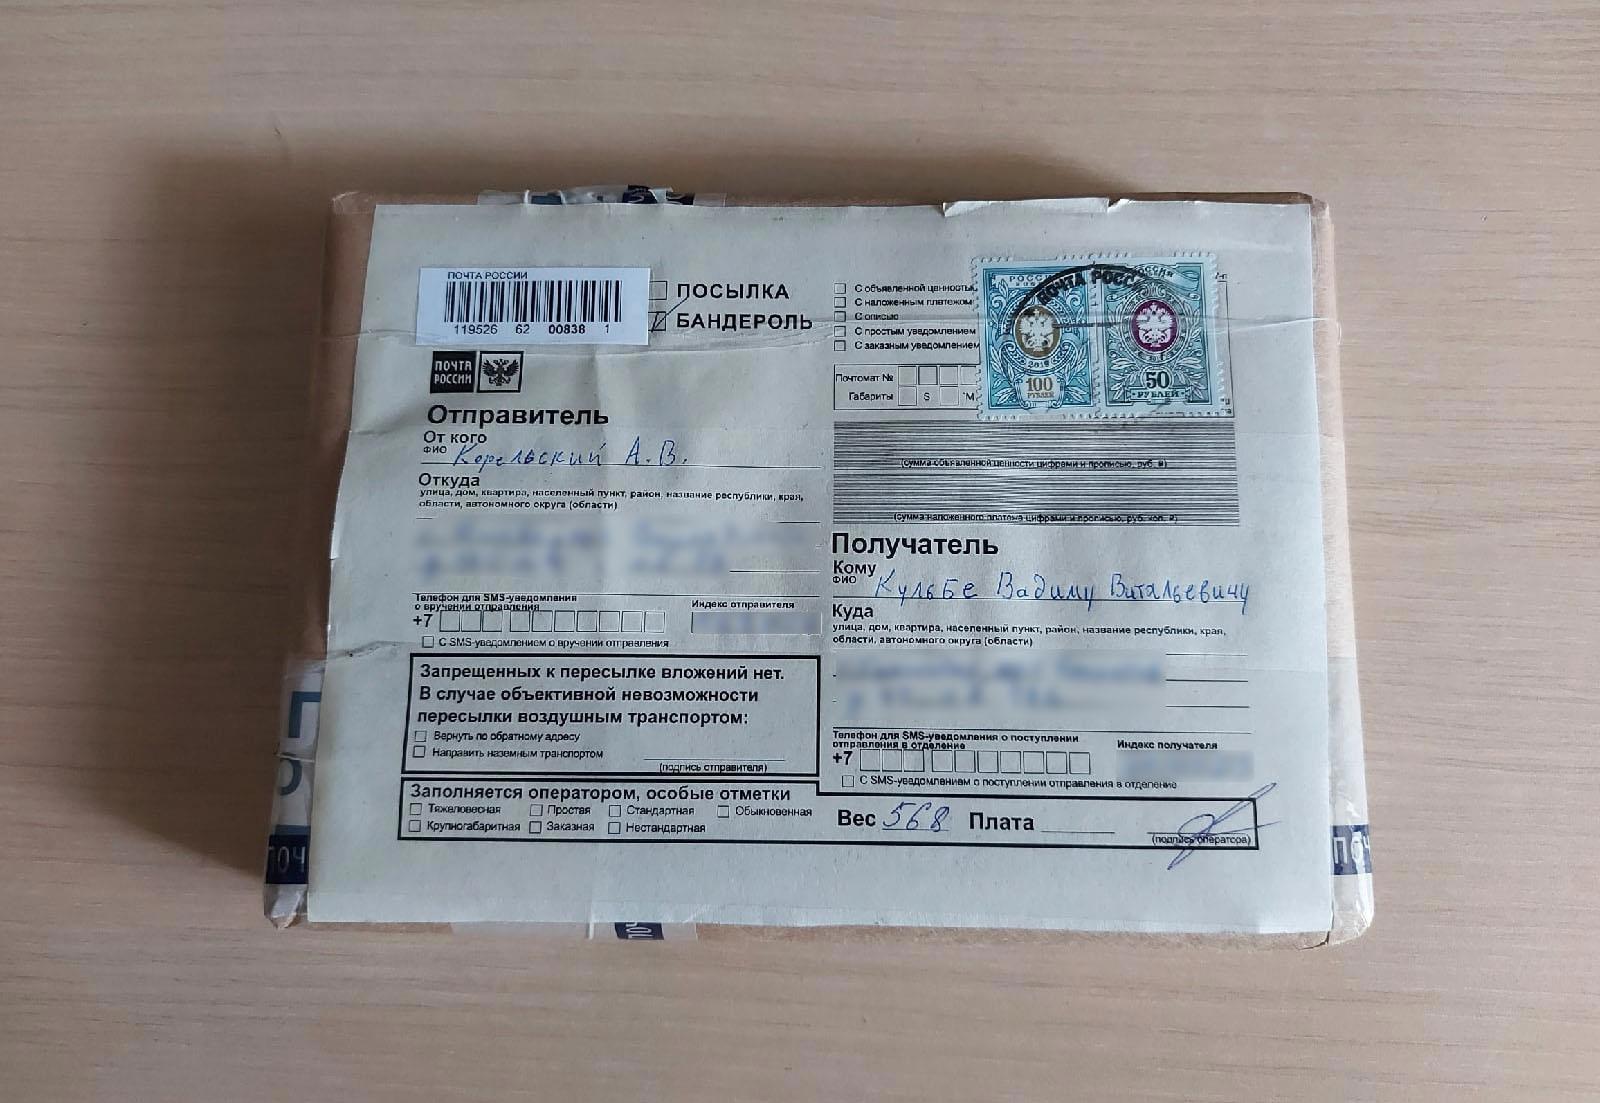 ПОЧТА РОССИИ
119526 62 00838 1
ПОСЫЛКА
БАНДЕРОЛЬ
ПОЧТА
РОССИИ
Отправитель
От кого
ФИО Корельский А.В.
Откуда
улица, дом, квартира, населенный пункт, район, название республики, края,
области, автономного округа (области)
Телефон для SMS-уведомления
о вручении отправления
+7
Индекс отправителя
С SMS-уведомлением о вручении отправления
Запрещенных к пересылке вложений нет.
В случае объективной невозможности
пересылки воздушным транспортом:
Вернуть по обратному адресу
Направить наземным транспортом
(подпись отправителя)
С объявленной ценностью
С наложенным платежом
С описью
С простым уведомлением
С заказным уведомлением
Почтомат №
Габариты S M
ПОЧТА РОССИИ
РОССИЯ
2019
100
РУБЛЕЙ
РОССИЯ
50
РУБЛЕЙ
(сумма объявленной ценности цифрами и прописью, руб.)
(сумма наложенного платежа цифрами и прописью, руб. коп.)
Получатель
Кому
ФИО Кульбе Вадиму Витальевичу
Куда
улица, дом, квартира, населенный пункт, район, название республики, края,
области, автономного округа (области)
Телефон для SMS-уведомления о поступлении
отправления в отделение
+7
Индекс получателя
С SMS-уведомлением о поступлении отправления в отделение
Заполняется оператором, особые отметки
Тяжеловесная Простая Стандартная Обыкновенная
Крупногабаритная Заказная Нестандартная
Вес 568 Плата
(подпись оператора)
ПОЧ
ПОЧ